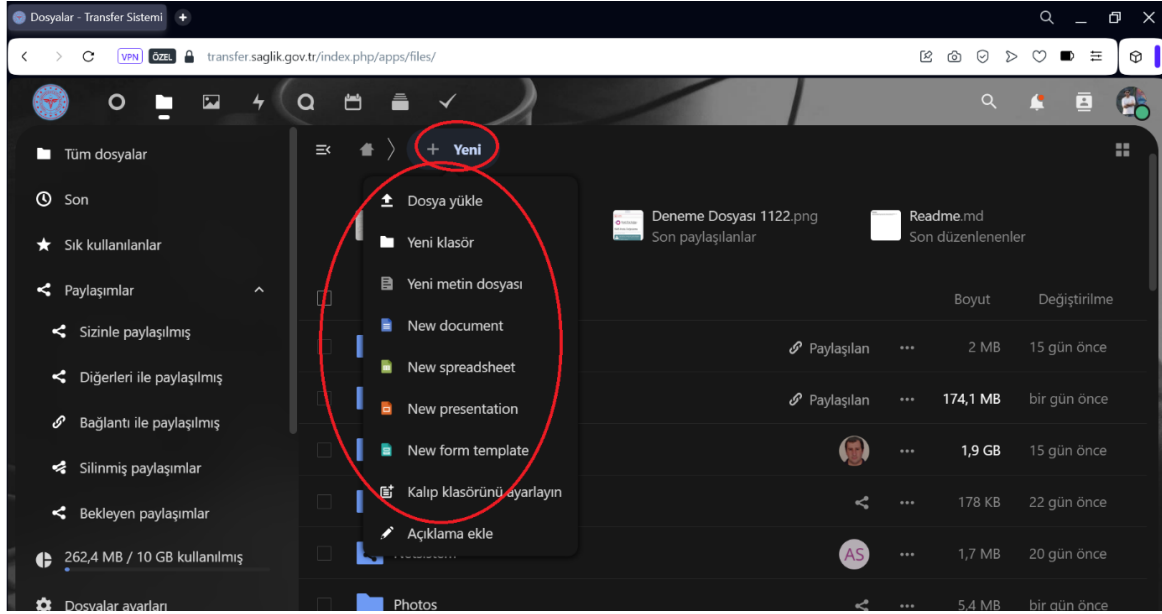 Dosyalar - Transfer Sistemi
VPN ÖZEL transfer.saglik.gov.tr/index.php/apps/files/
Tüm dosyalar
Son
Sık kullanılanlar
Paylaşımlar
Sizinle paylaşılmış
Diğerleri ile paylaşılmış
Bağlantı ile paylaşılmış
Silinmiş paylaşımlar
Bekleyen paylaşımlar
262,4 MB / 10 GB kullanılmış
Dosyalar ayarları
+ Yeni
Dosya yükle
Yeni klasör
Yeni metin dosyası
New document
New spreadsheet
New presentation
New form template
Kalıp klasörünü ayarlayın
Açıklama ekle
Deneme Dosyası 1122.png
Son paylaşılanlar
Readme.md
Son düzenlenenler
Boyut Değiştirilme
Paylaşılan 2 MB 15 gün önce
Paylaşılan 174,1 MB bir gün önce
1,9 GB 15 gün önce
178 KB 22 gün önce
AS 1,7 MB 20 gün önce
Photos 5,4 MB bir gün önce